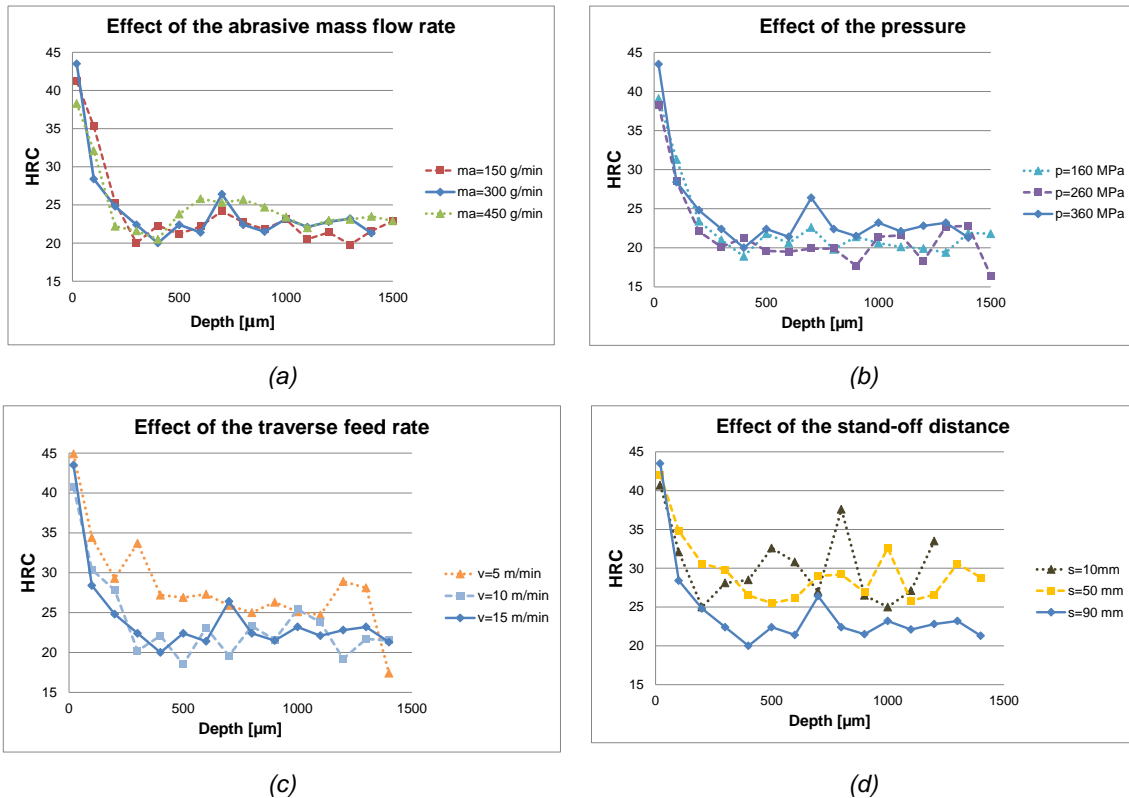 Effect of the abrasive mass flow rate
45
40
35
30
25
20
15
HRC
0
500
1000
1500
Depth [µm]
ma=150 g/min
ma=300 g/min
ma=450 g/min
(a)
Effect of the pressure
45
40
35
30
25
20
15
HRC
0
500
1000
1500
Depth [µm]
p=160 MPa
p=260 MPa
p=360 MPa
(b)
Effect of the traverse feed rate
45
40
35
30
25
20
15
HRC
0
500
1000
1500
Depth [µm]
v=5 m/min
v=10 m/min
v=15 m/min
(c)
Effect of the stand-off distance
45
40
35
30
25
20
15
HRC
0
500
1000
1500
Depth [µm]
s=10mm
s=50 mm
s=90 mm
(d)